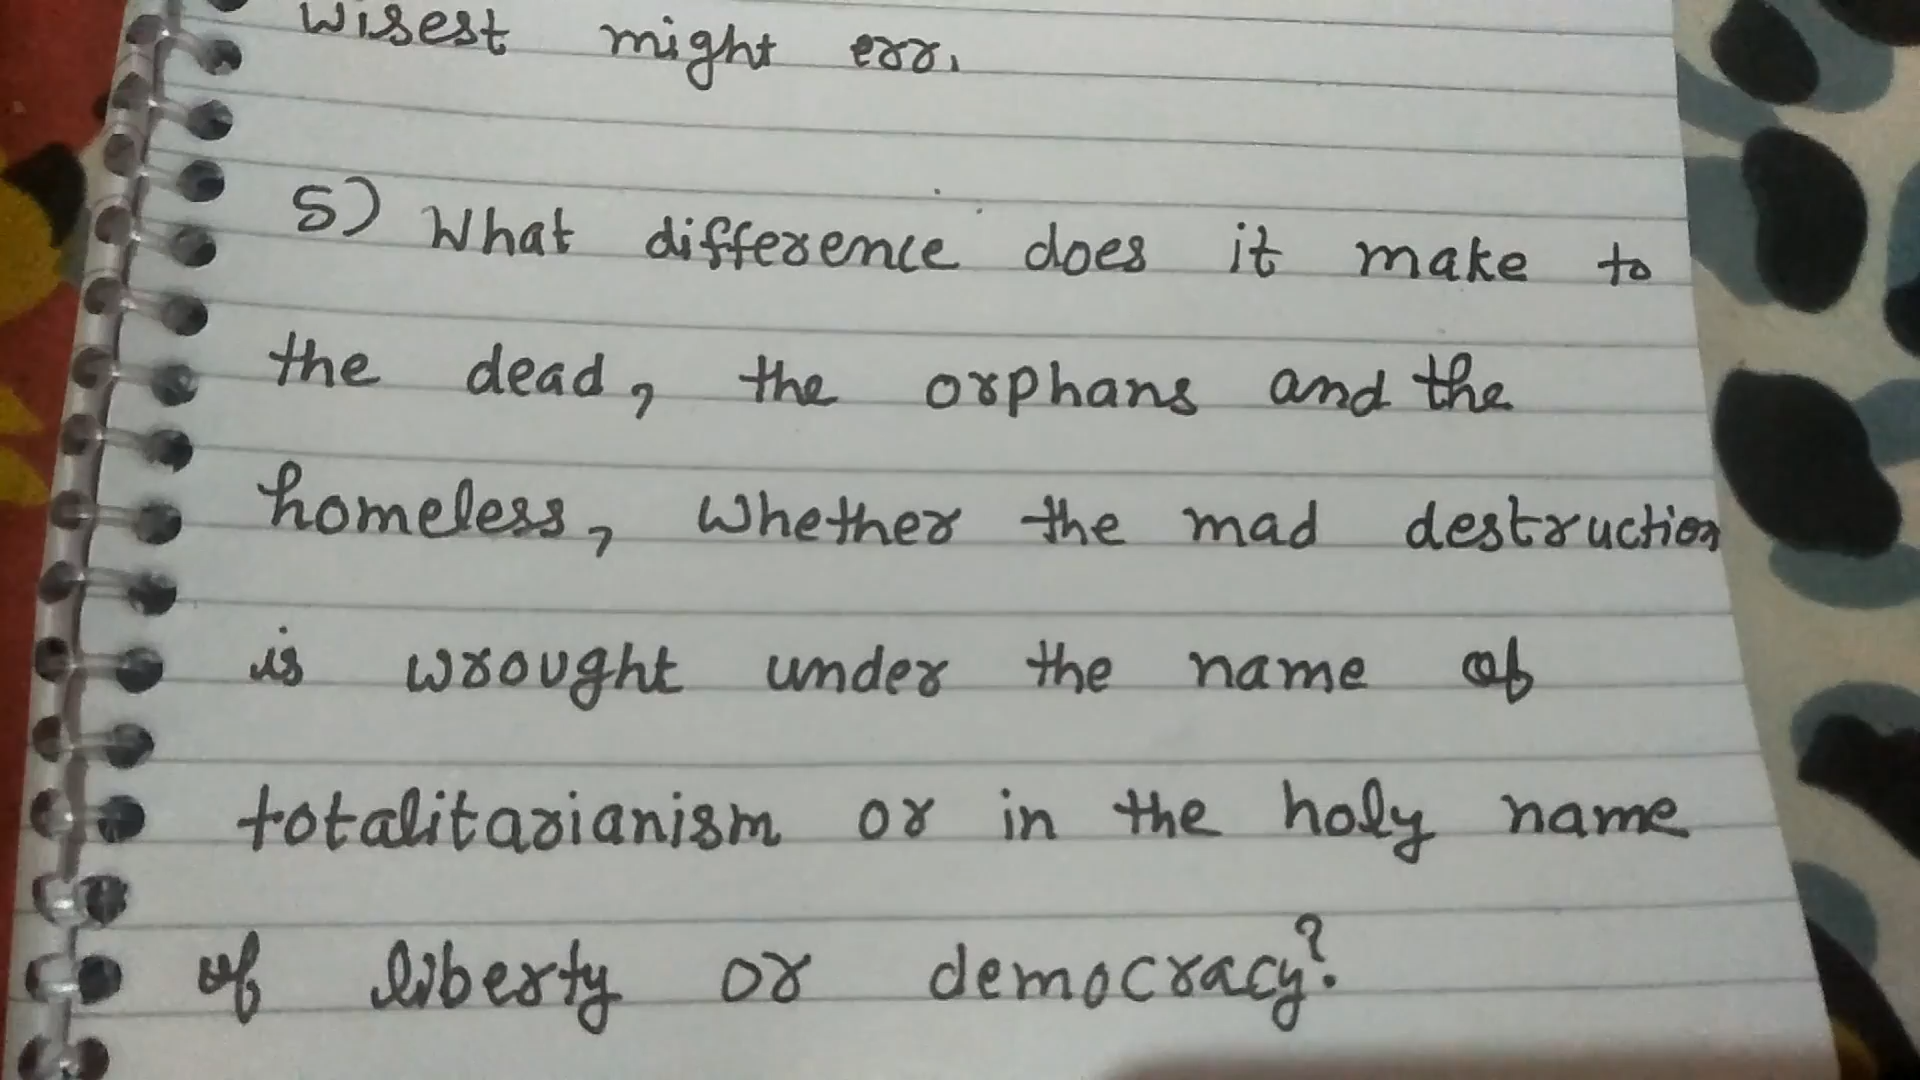 wisest might err.
5) What difference does it make to
the dead, the orphans and the
homeless, whether the mad destruction
is wrought under the name of
totalitarianism or in the holy name
of liberty or democracy?